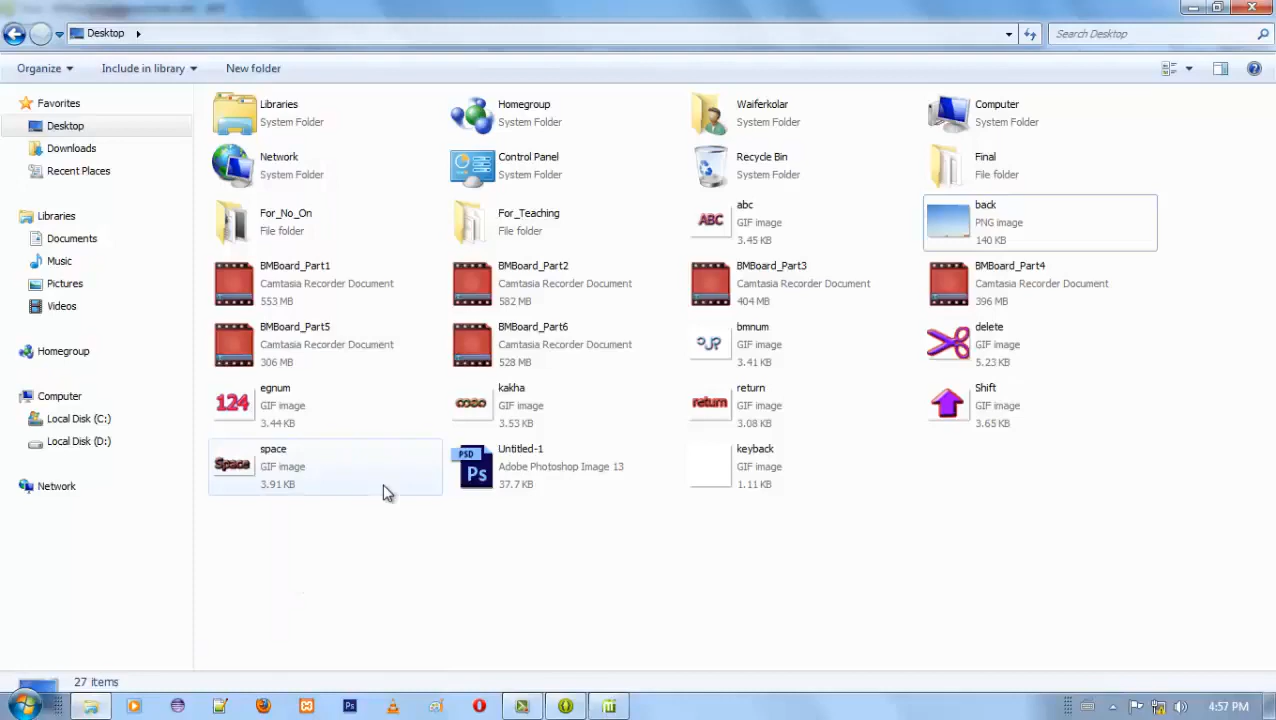 Desktop
Search Desktop
Organize
Include in library
New folder
Favorites
Desktop
Downloads
Recent Places
Libraries
Documents
Music
Pictures
Videos
Homegroup
Computer
Local Disk (C:)
Local Disk (D:)
Network
Libraries
System Folder
Homegroup
System Folder
Waiferkolar
System Folder
Computer
System Folder
Network
System Folder
Control Panel
System Folder
Recycle Bin
System Folder
Final
File folder
For_No_On
File folder
For_Teaching
File folder
ABC
abc
GIF image
3.45 KB
back
PNG image
140 KB
BMBoard_Part1
Camtasia Recorder Document
553 MB
BMBoard_Part2
Camtasia Recorder Document
582 MB
BMBoard_Part3
Camtasia Recorder Document
404 MB
BMBoard_Part4
Camtasia Recorder Document
396 MB
BMBoard_Part5
Camtasia Recorder Document
306 MB
BMBoard_Part6
Camtasia Recorder Document
528 MB
bmnum
GIF image
3.41 KB
delete
GIF image
5.23 KB
124
egnum
GIF image
3.44 KB
kakha
GIF image
3.53 KB
return
return
GIF image
3.08 KB
Shift
GIF image
3.65 KB
Space
space
GIF image
3.91 KB
PSD
Ps
Untitled-1
Adobe Photoshop Image 13
37.7 KB
keyback
GIF image
1.11 KB
27 items
Ps
4:57 PM